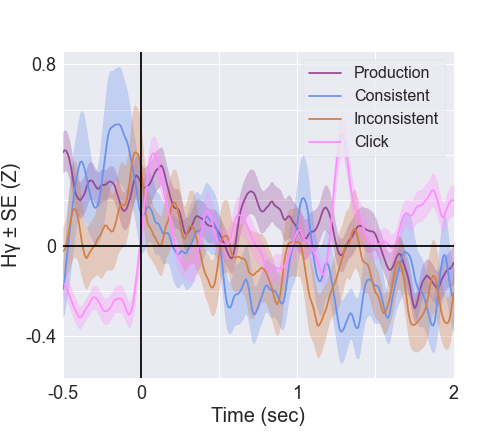 Production
Consistent
Inconsistent
Click
0.8
0
-0.4
Hγ ± SE (Z)
-0.5
0
1
2
Time (sec)